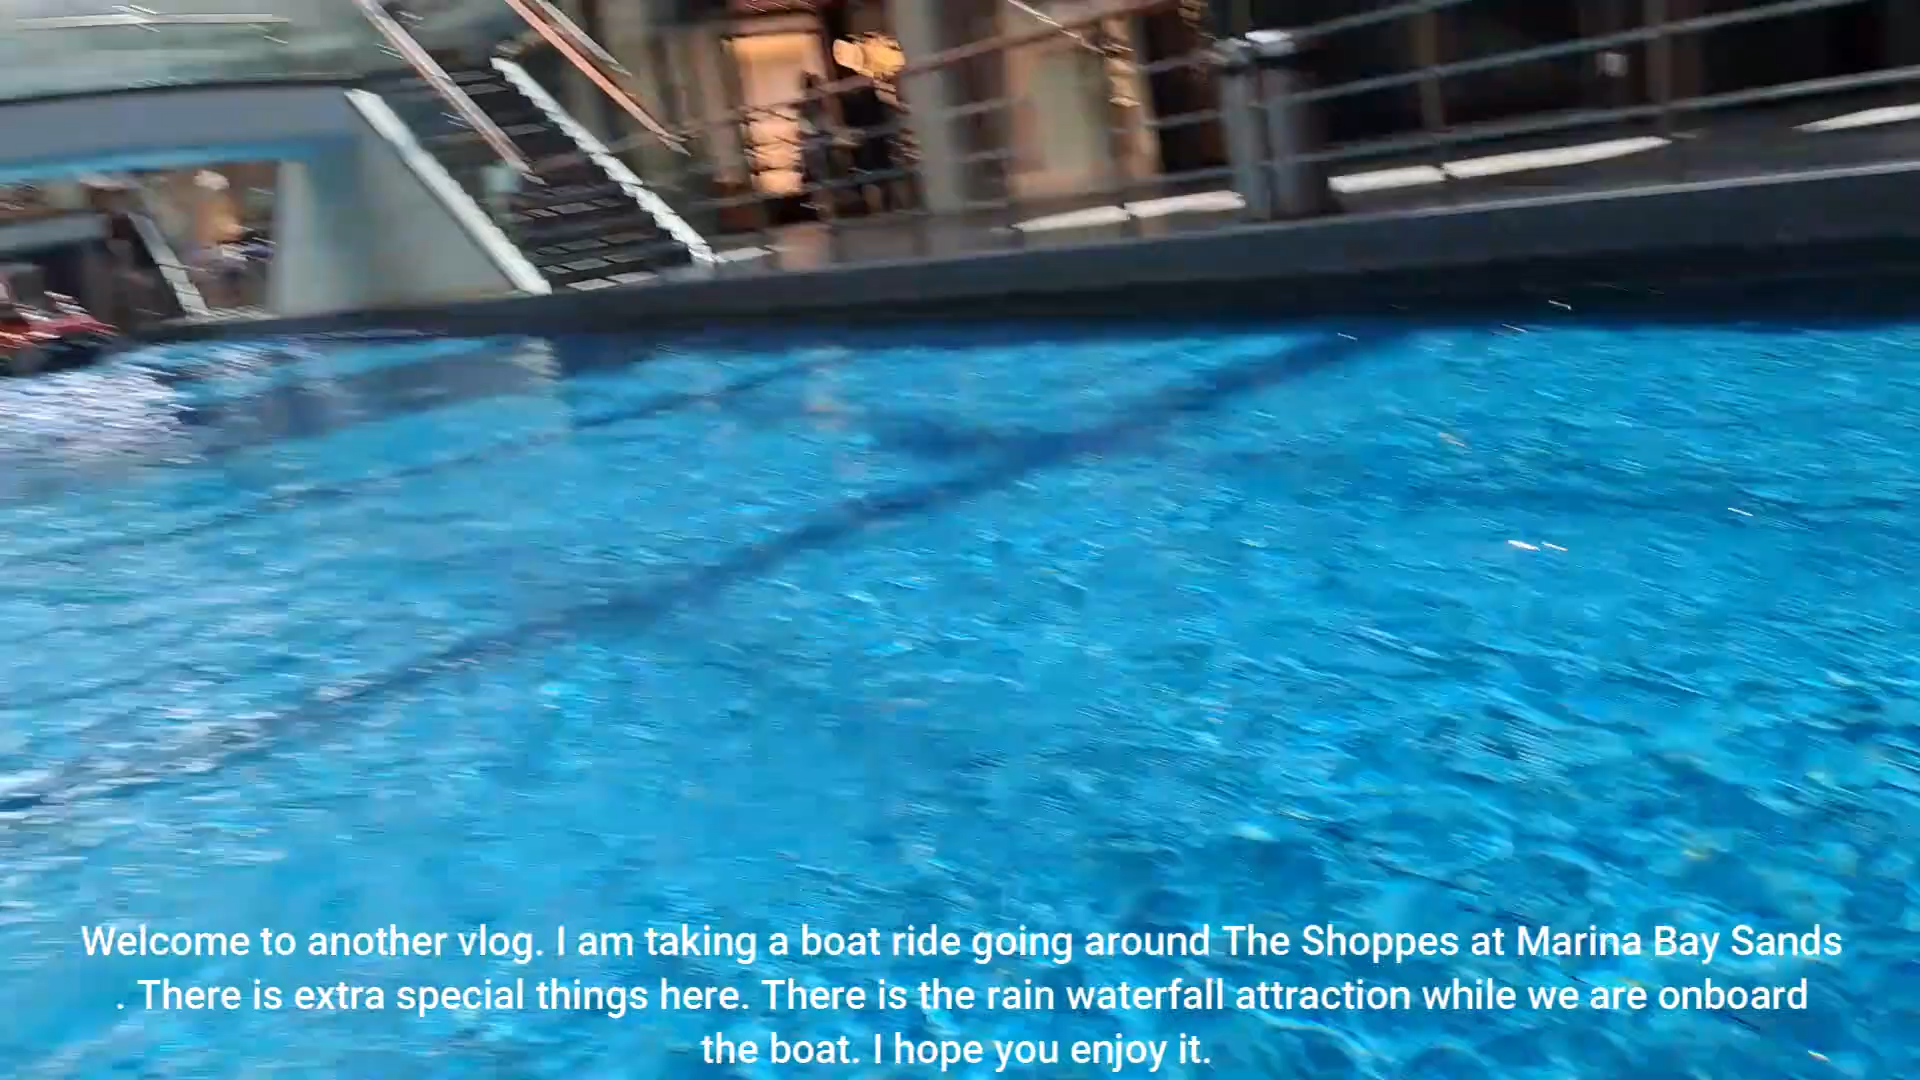 Welcome to another vlog. I am taking a boat ride going around The Shoppes at Marina Bay Sands
. There is extra special things here. There is the rain waterfall attraction while we are onboard
the boat. I hope you enjoy it.